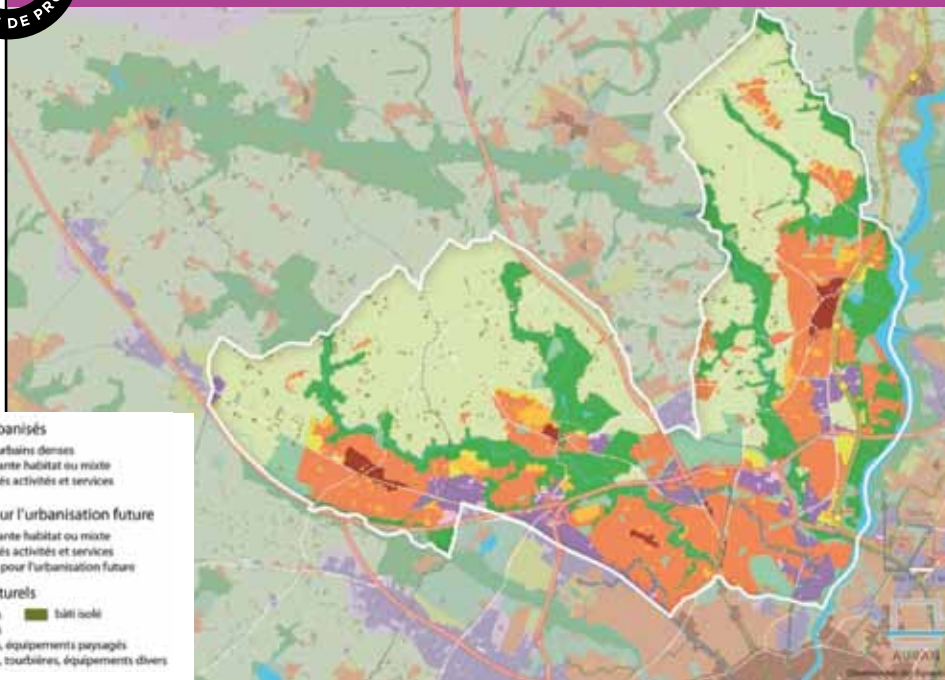 T DE PRO
banisés
urbains denses
ante habitat ou mixte
és activités et services
ur l'urbanisation future
ante habitat ou mixte
és activités et services
pour l'urbanisation future
turels
bâti isolé
, équipements paysagés
, tourbières, équipements divers
AURAN